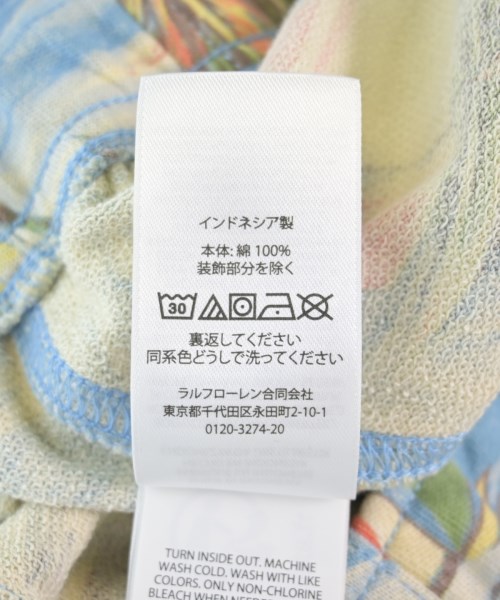 インドネシア製
本体: 綿 100%
装飾部分を除く
30
裏返してください
同系色どうしで洗ってください
ラルフローレン合同会社
東京都千代田区永田町2-10-1
0120-3274-20
TURN INSIDE OUT. MACHINE
WASH COLD. WASH WITH LIKE
COLORS. ONLY NON-CHLORINE
BLEACH WHEN NEEDED